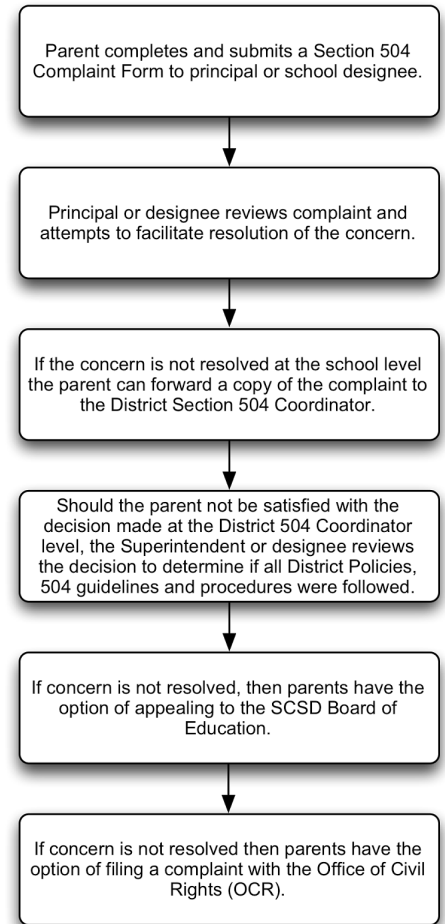 Parent completes and submits a Section 504
Complaint Form to principal or school designee.
Principal or designee reviews complaint and
attempts to facilitate resolution of the concern.
If the concern is not resolved at the school level
the parent can forward a copy of the complaint to
the District Section 504 Coordinator.
Should the parent not be satisfied with the
decision made at the District 504 Coordinator
level, the Superintendent or designee reviews
the decision to determine if all District Policies,
504 guidelines and procedures were followed.
If concern is not resolved, then parents have the
option of appealing to the SCSD Board of
Education.
If concern is not resolved then parents have the
option of filing a complaint with the Office of Civil
Rights (OCR).